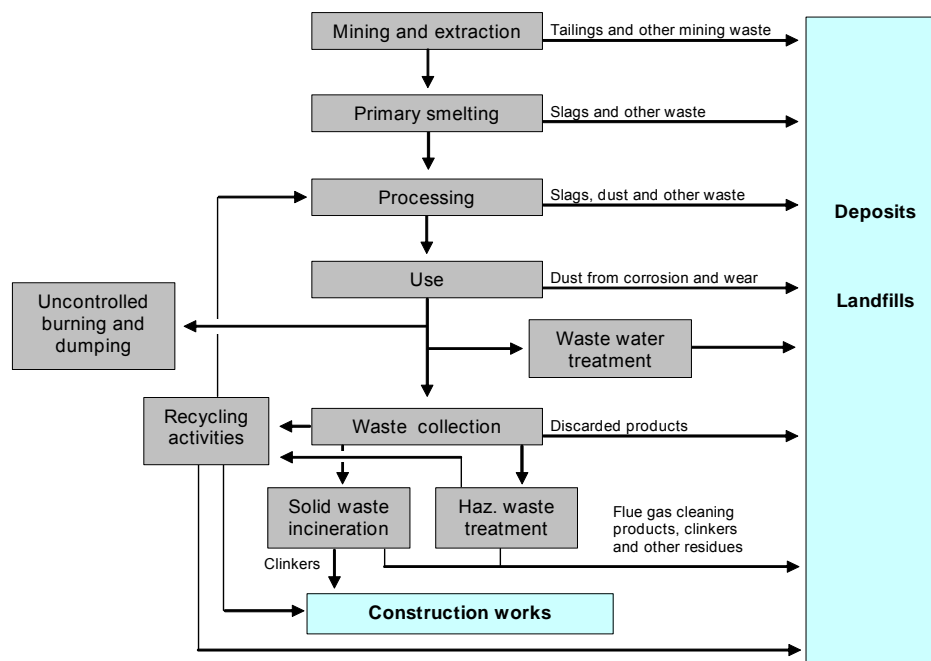 Mining and extraction
Tailings and other mining waste
Primary smelting
Slags and other waste
Processing
Slags, dust and other waste
Deposits
Use
Dust from corrosion and wear
Landfills
Uncontrolled
burning and
dumping
Waste water
treatment
Recycling
activities
Waste collection
Discarded products
Solid waste
incineration
Haz. waste
treatment
Flue gas cleaning
products, clinkers
and other residues
Clinkers
Construction works